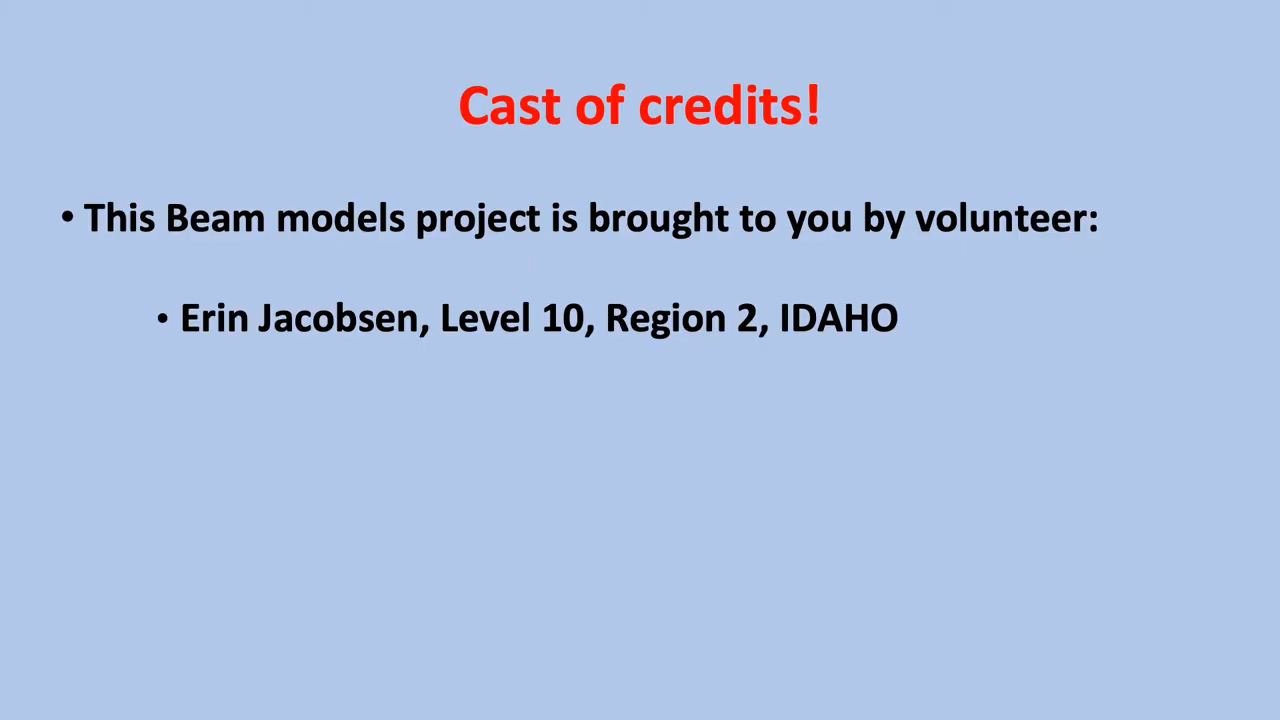 Cast of credits!
• This Beam models project is brought to you by volunteer:
• Erin Jacobsen, Level 10, Region 2, IDAHO